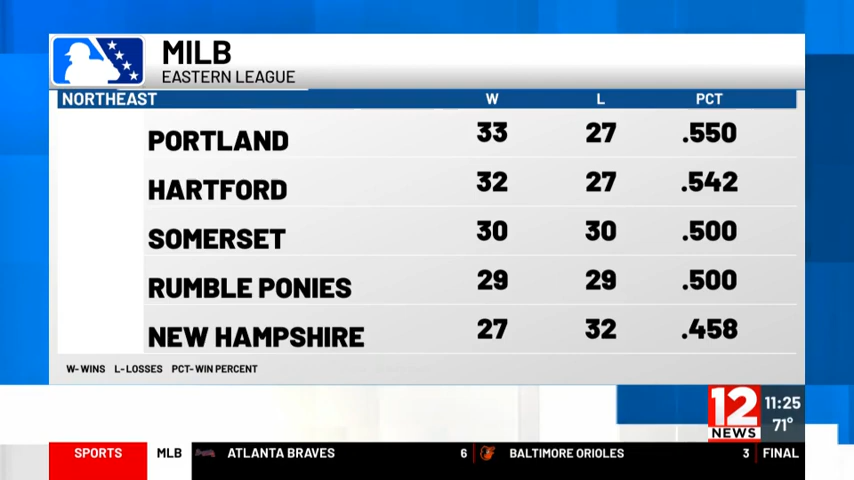 MILB
EASTERN LEAGUE
NORTHEAST W L PCT
PORTLAND 33 27 .550
HARTFORD 32 27 .542
SOMERSET 30 30 .500
RUMBLE PONIES 29 29 .500
NEW HAMPSHIRE 27 32 .458
W- WINS L- LOSSES PCT- WIN PERCENT
12 NEWS 11:25 71°
SPORTS MLB ATLANTA BRAVES 6 BALTIMORE ORIOLES 3 FINAL